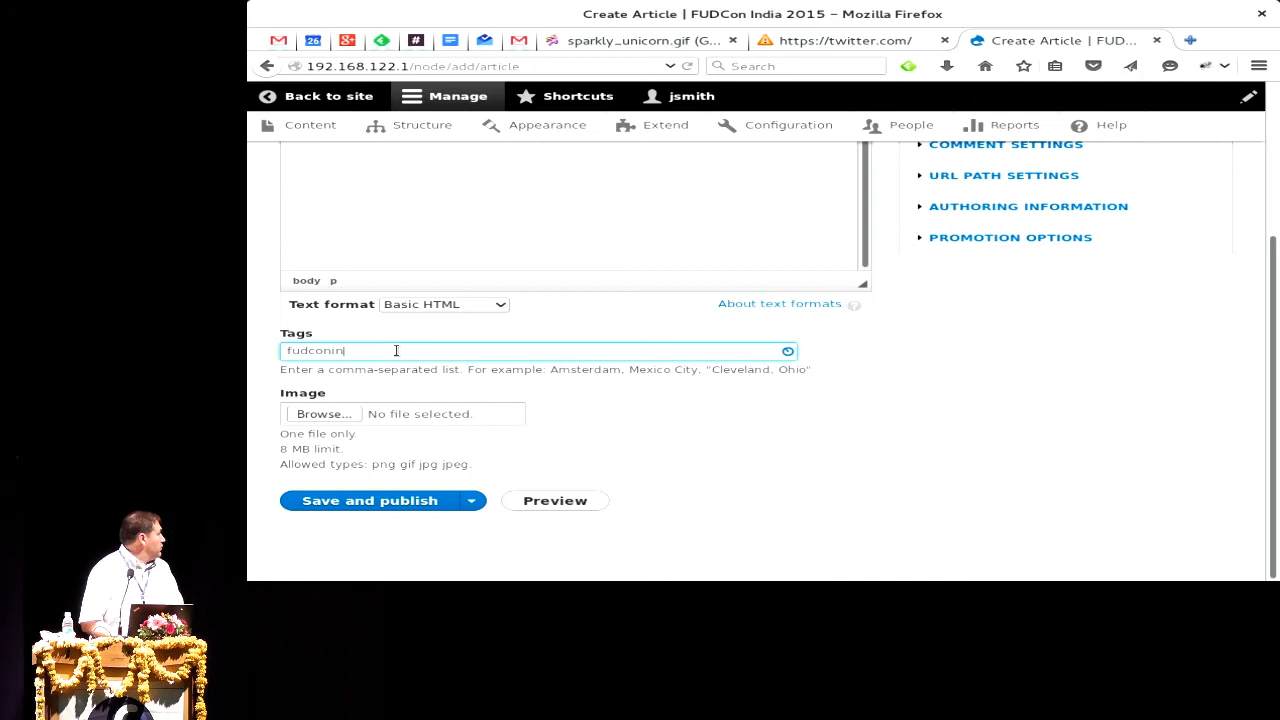 Create Article | FUDCon India 2015 - Mozilla Firefox
sparkly_unicorn.gif (G... https://twitter.com/ Create Article | FUD...
192.168.122.1/node/add/article Search
Back to site Manage Shortcuts jsmith
Content Structure Appearance Extend Configuration People Reports Help
COMMENT SETTINGS
URL PATH SETTINGS
AUTHORING INFORMATION
PROMOTION OPTIONS
body p
Text format Basic HTML About text formats ?
Tags
fudconin
Enter a comma-separated list. For example: Amsterdam, Mexico City, "Cleveland, Ohio"
Image
Browse... No file selected.
One file only.
8 MB limit.
Allowed types: png gif jpg jpeg.
Save and publish Preview